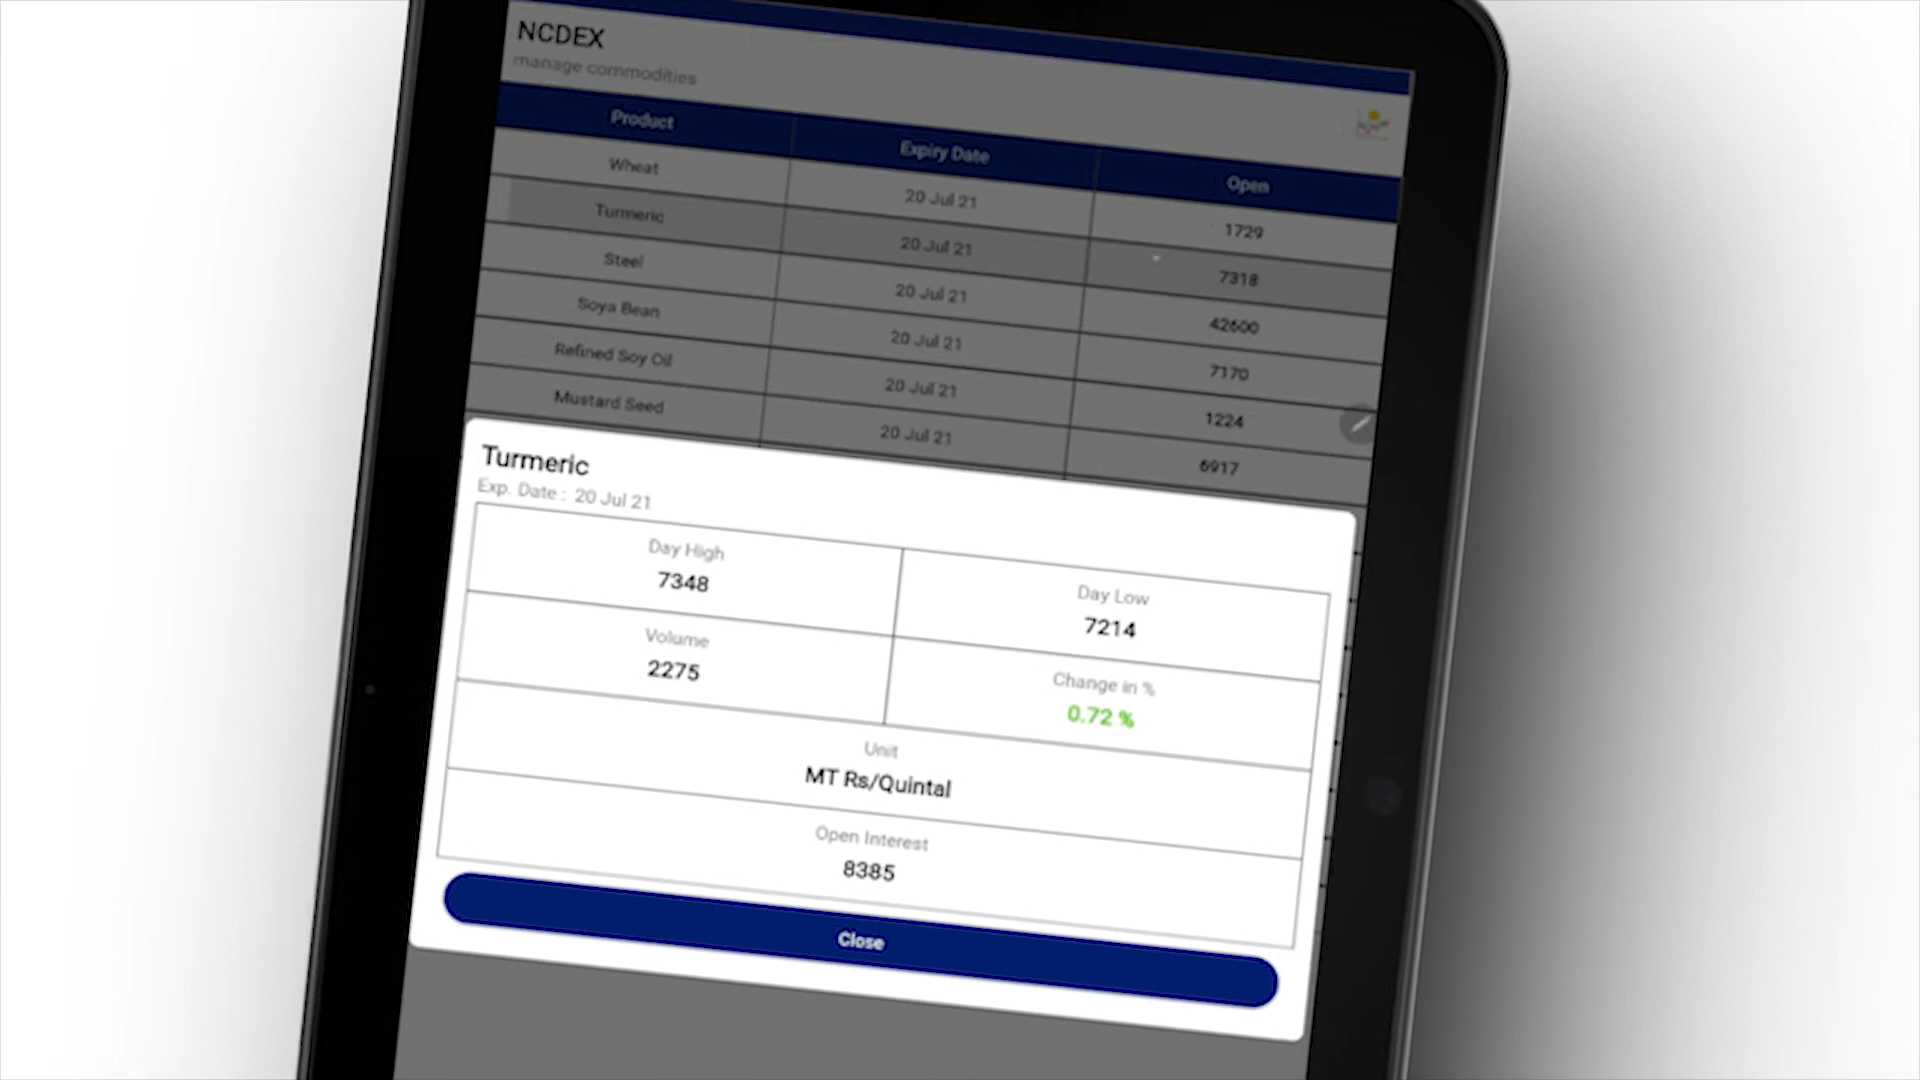 NCDEX
manage commodities
Product Expiry Date Open
Wheat 20 Jul 21 1729
Turmeric 20 Jul 21 7318
Steel 20 Jul 21 42600
Soya Bean 20 Jul 21 7170
Refined Soy Oil 20 Jul 21 1224
Mustard Seed 20 Jul 21 6917
Turmeric
Exp. Date : 20 Jul 21
Day High
7348
Day Low
7214
Volume
2275
Change in %
0.72 %
Unit
MT Rs/Quintal
Open Interest
8385
Close